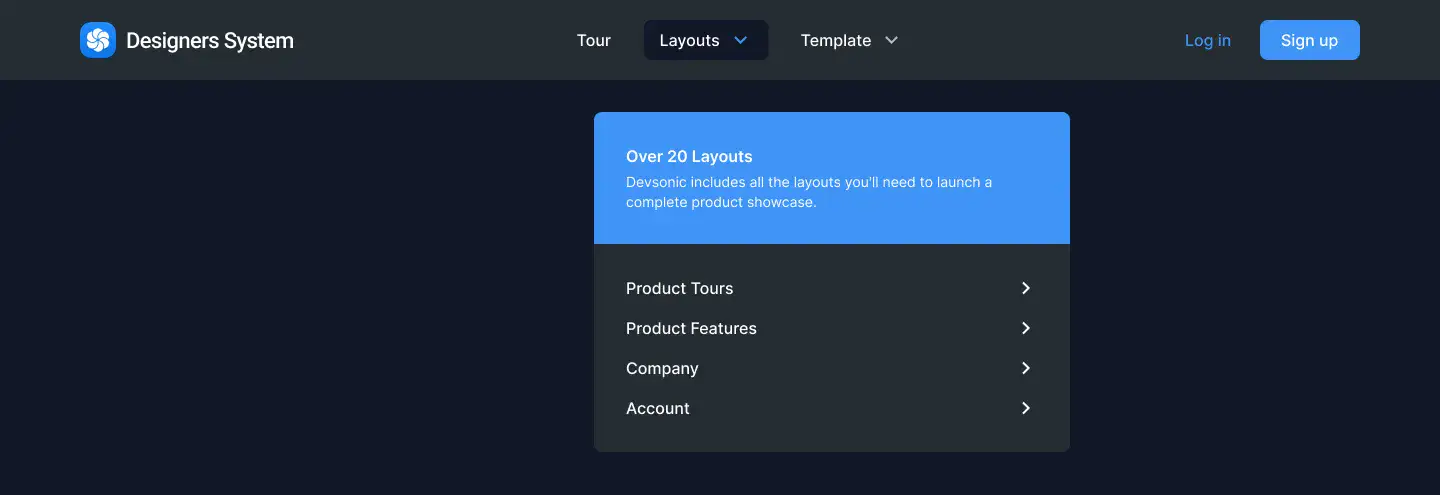 Designers System
Tour
Layouts
Template
Log in
Sign up
Over 20 Layouts
Devsonic includes all the layouts you'll need to launch a
complete product showcase.
Product Tours
Product Features
Company
Account